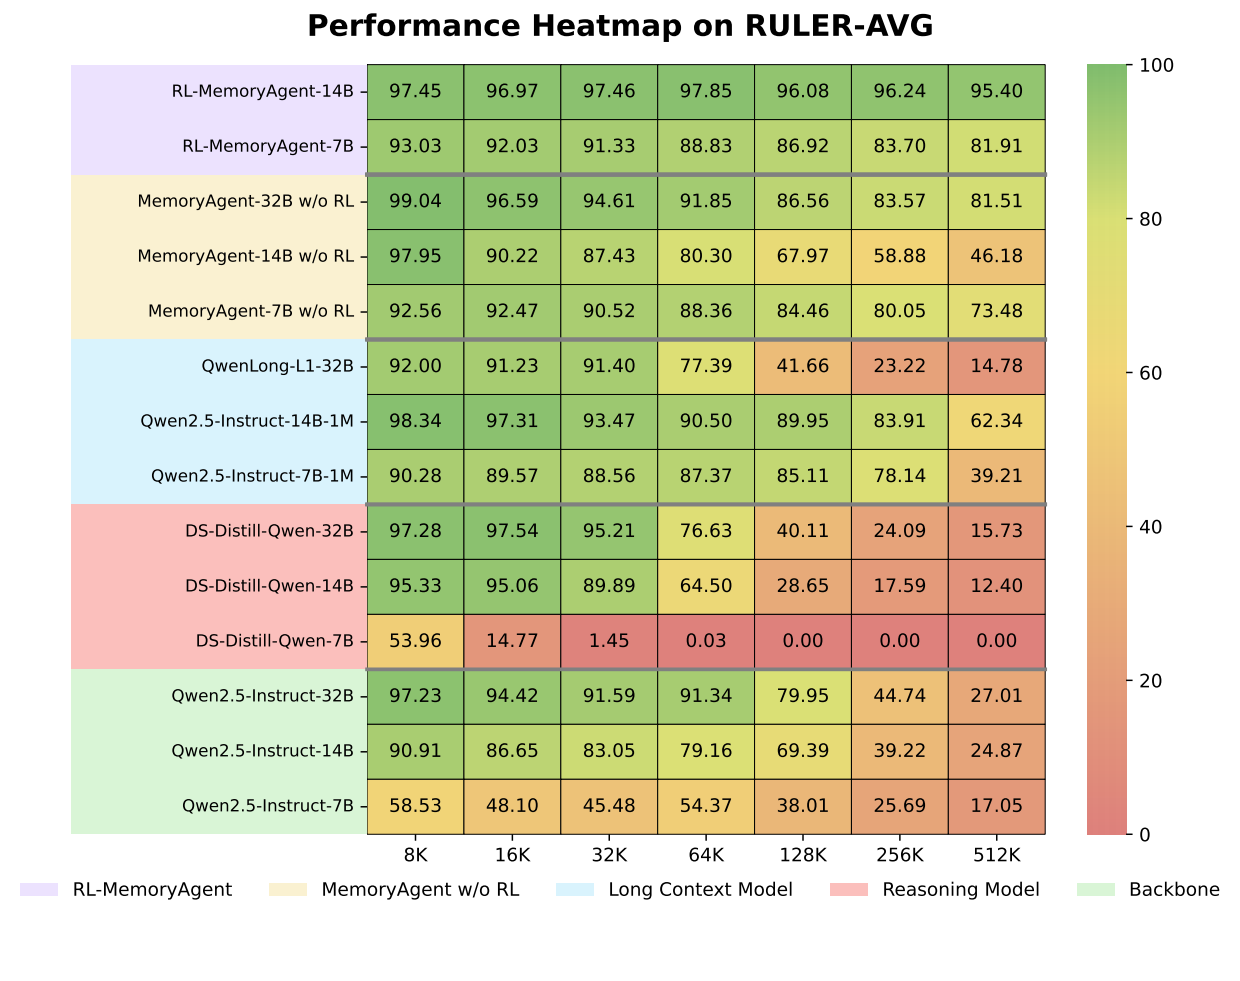 Performance Heatmap on RULER-AVG
RL-MemoryAgent-14B 97.45 96.97 97.46 97.85 96.08 96.24 95.40
RL-MemoryAgent-7B 93.03 92.03 91.33 88.83 86.92 83.70 81.91
MemoryAgent-32B w/o RL 99.04 96.59 94.61 91.85 86.56 83.57 81.51
MemoryAgent-14B w/o RL 97.95 90.22 87.43 80.30 67.97 58.88 46.18
MemoryAgent-7B w/o RL 92.56 92.47 90.52 88.36 84.46 80.05 73.48
QwenLong-L1-32B 92.00 91.23 91.40 77.39 41.66 23.22 14.78
Qwen2.5-Instruct-14B-1M 98.34 97.31 93.47 90.50 89.95 83.91 62.34
Qwen2.5-Instruct-7B-1M 90.28 89.57 88.56 87.37 85.11 78.14 39.21
DS-Distill-Qwen-32B 97.28 97.54 95.21 76.63 40.11 24.09 15.73
DS-Distill-Qwen-14B 95.33 95.06 89.89 64.50 28.65 17.59 12.40
DS-Distill-Qwen-7B 53.96 14.77 1.45 0.03 0.00 0.00 0.00
Qwen2.5-Instruct-32B 97.23 94.42 91.59 91.34 79.95 44.74 27.01
Qwen2.5-Instruct-14B 90.91 86.65 83.05 79.16 69.39 39.22 24.87
Qwen2.5-Instruct-7B 58.53 48.10 45.48 54.37 38.01 25.69 17.05
8K 16K 32K 64K 128K 256K 512K
100
80
60
40
20
0
RL-MemoryAgent MemoryAgent w/o RL Long Context Model Reasoning Model Backbone